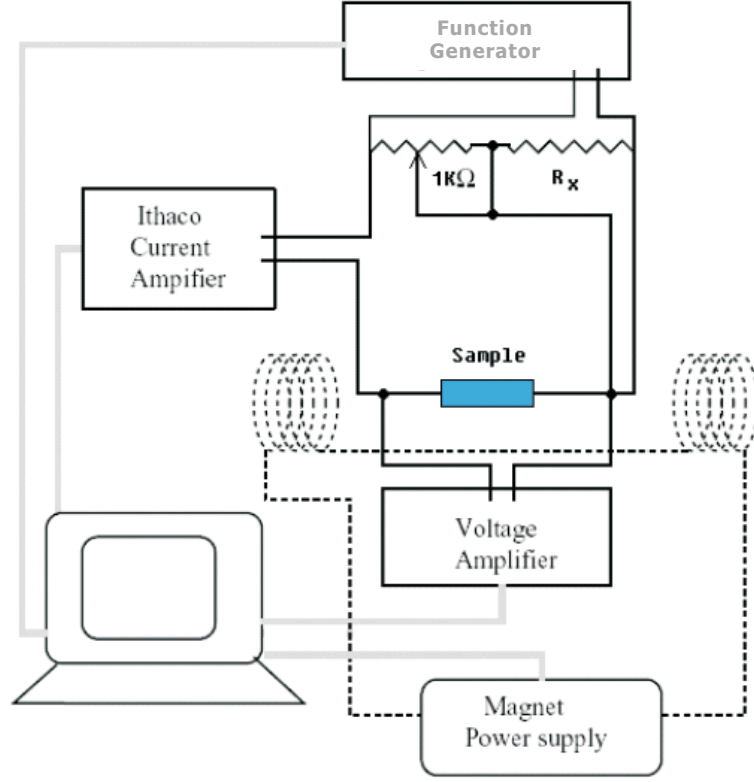 Function
Generator
1KΩ
Rx
Ithaco
Current
Ampifier
Sample
Voltage
Amplifier
Magnet
Power supply